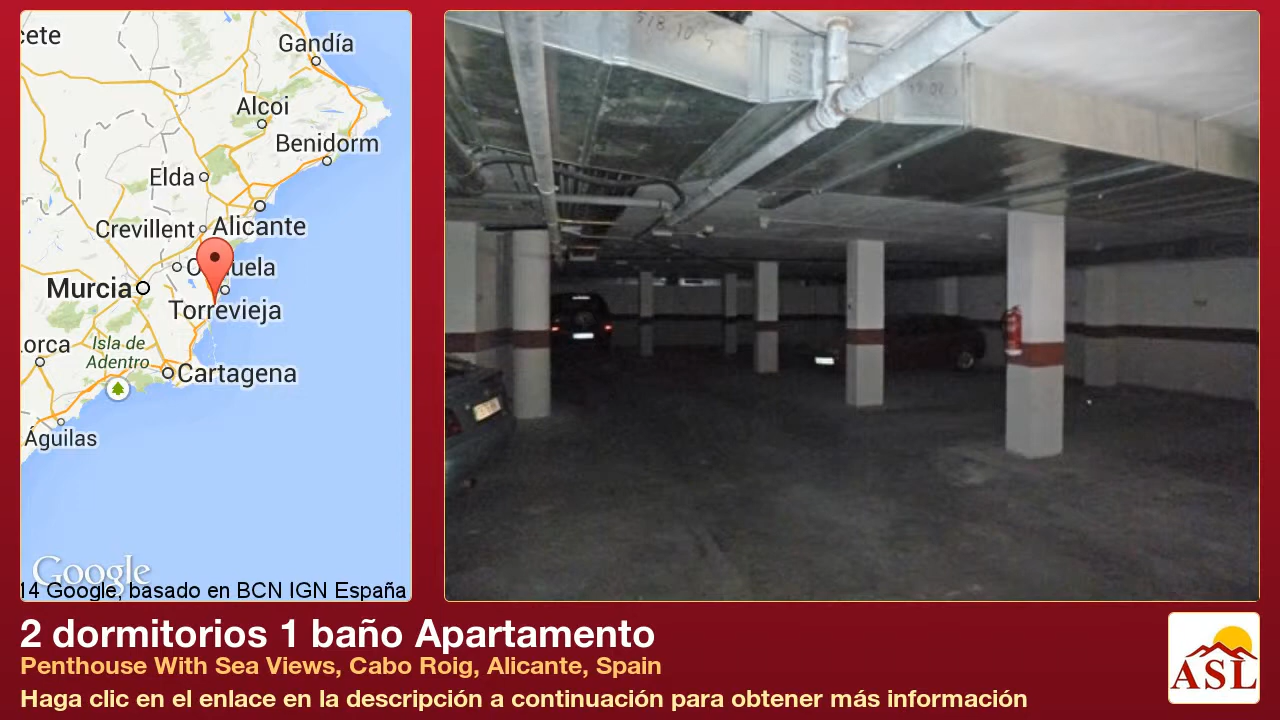 cete
Gandía
Alcoi
Benidorm
Elda
Crevillent
Alicante
Murcia
Torrevieja
orca
Isla de
Adentro
Cartagena
Águilas
Google
14 Google, basado en BCN IGN España
2 dormitorios 1 baño Apartamento
Penthouse With Sea Views, Cabo Roig, Alicante, Spain
Haga clic en el enlace en la descripción a continuación para obtener más información
ASL